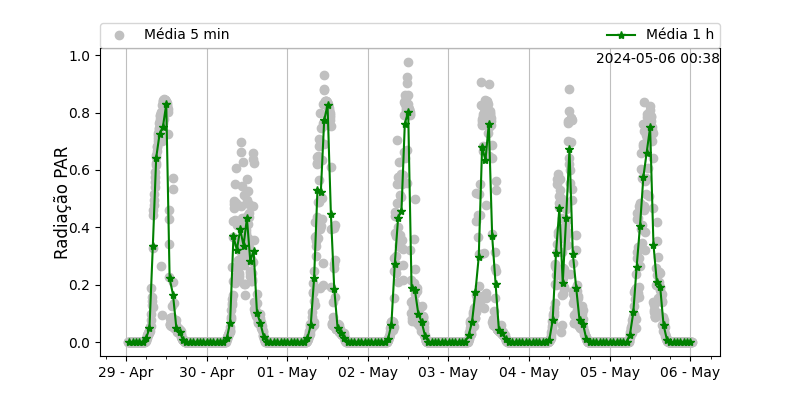 Média 5 min
Média 1 h
2024-05-06 00:38
Radiação PAR
1.0
0.8
0.6
0.4
0.2
0.0
29 - Apr
30 - Apr
01 - May
02 - May
03 - May
04 - May
05 - May
06 - May